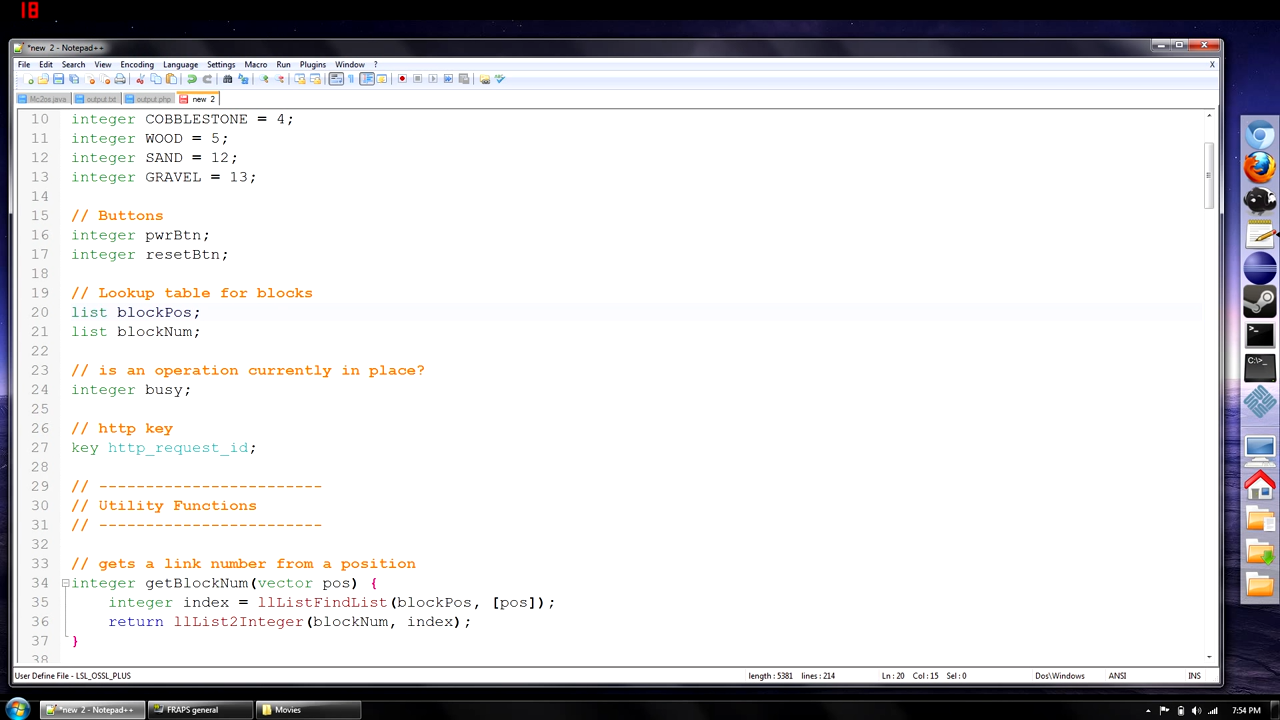 18
*new 2 - Notepad++
File Edit Search View Encoding Language Settings Macro Run Plugins Window ? X
Mc2os.java output.txt output.php new 2
10 integer COBBLESTONE = 4;
11 integer WOOD = 5;
12 integer SAND = 12;
13 integer GRAVEL = 13;
14
15 // Buttons
16 integer pwrBtn;
17 integer resetBtn;
18
19 // Lookup table for blocks
20 list blockPos;
21 list blockNum;
22
23 // is an operation currently in place?
24 integer busy;
25
26 // http key
27 key http_request_id;
28
29 // ------------------------
30 // Utility Functions
31 // ------------------------
32
33 // gets a link number from a position
34 integer getBlockNum(vector pos) {
35 integer index = llListFindList(blockPos, [pos]);
36 return llList2Integer(blockNum, index);
37 }
38
User Define File - LSL_OSSL_PLUS length : 5381 lines : 214 Ln : 20 Col : 15 Sel : 0 Dos\Windows ANSI INS
*new 2 - Notepad++ FRAPS general Movies 7:54 PM